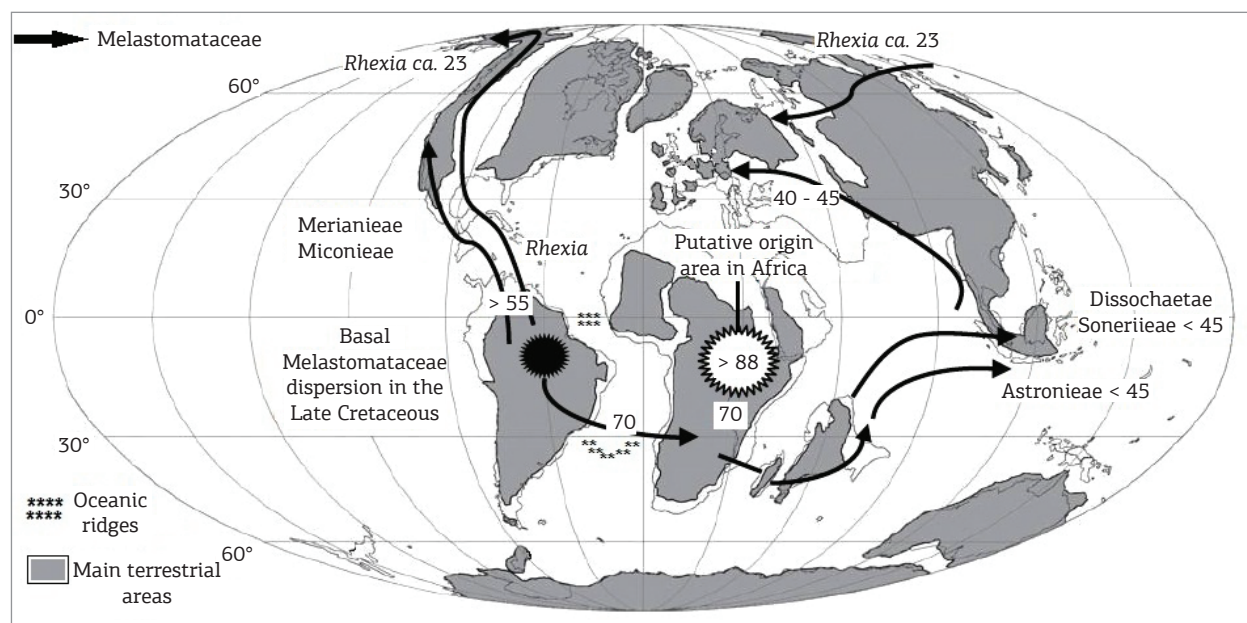 Melastomataceae
Rhexia ca. 23
Rhexia ca. 23
60°
30°
40 - 45
Merianieae
Miconieae
Rhexia
Putative origin
area in Africa
> 55
0°
Dissochaetae
Soneriieae < 45
Basal
Melastomataceae
dispersion in the
Late Cretaceous
> 88
Astronieae < 45
70
70
30°
****
****
Oceanic
ridges
60°
Main terrestrial
areas